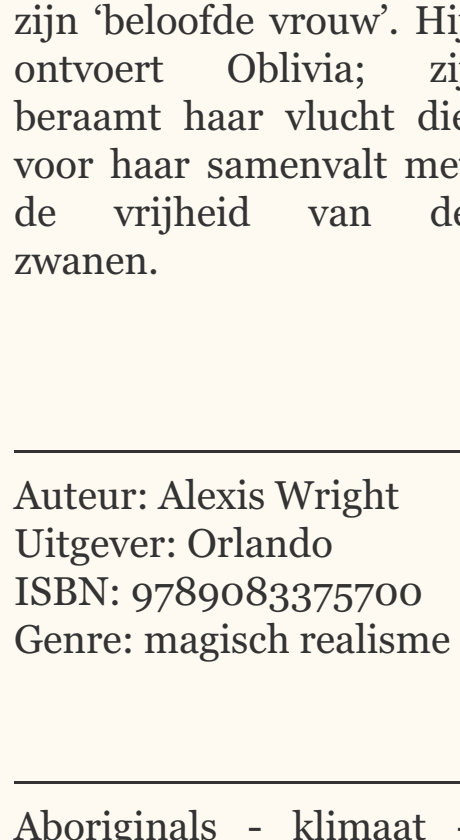 zijn ‘beloofde vrouw’. Hij
ontvoert Oblivia; zij
beraamt haar vlucht die
voor haar samenvalt met
de vrijheid van de
zwanen.
Auteur: Alexis Wright
Uitgever: Orlando
ISBN: 9789083375700
Genre: magisch realisme
Aboriginals - klimaat -